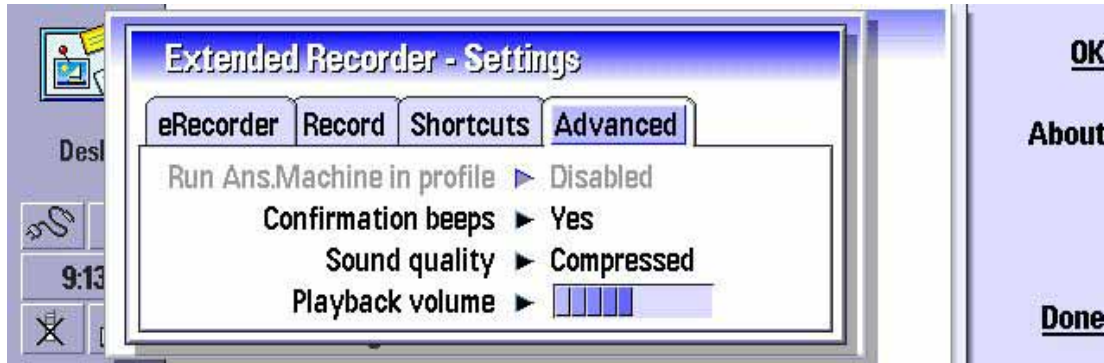 Extended Recorder - Settings
OK
eRecorder Record Shortcuts Advanced
About
Run Ans.Machine in profile Disabled
Confirmation beeps Yes
Sound quality Compressed
9:13
Playback volume
Done